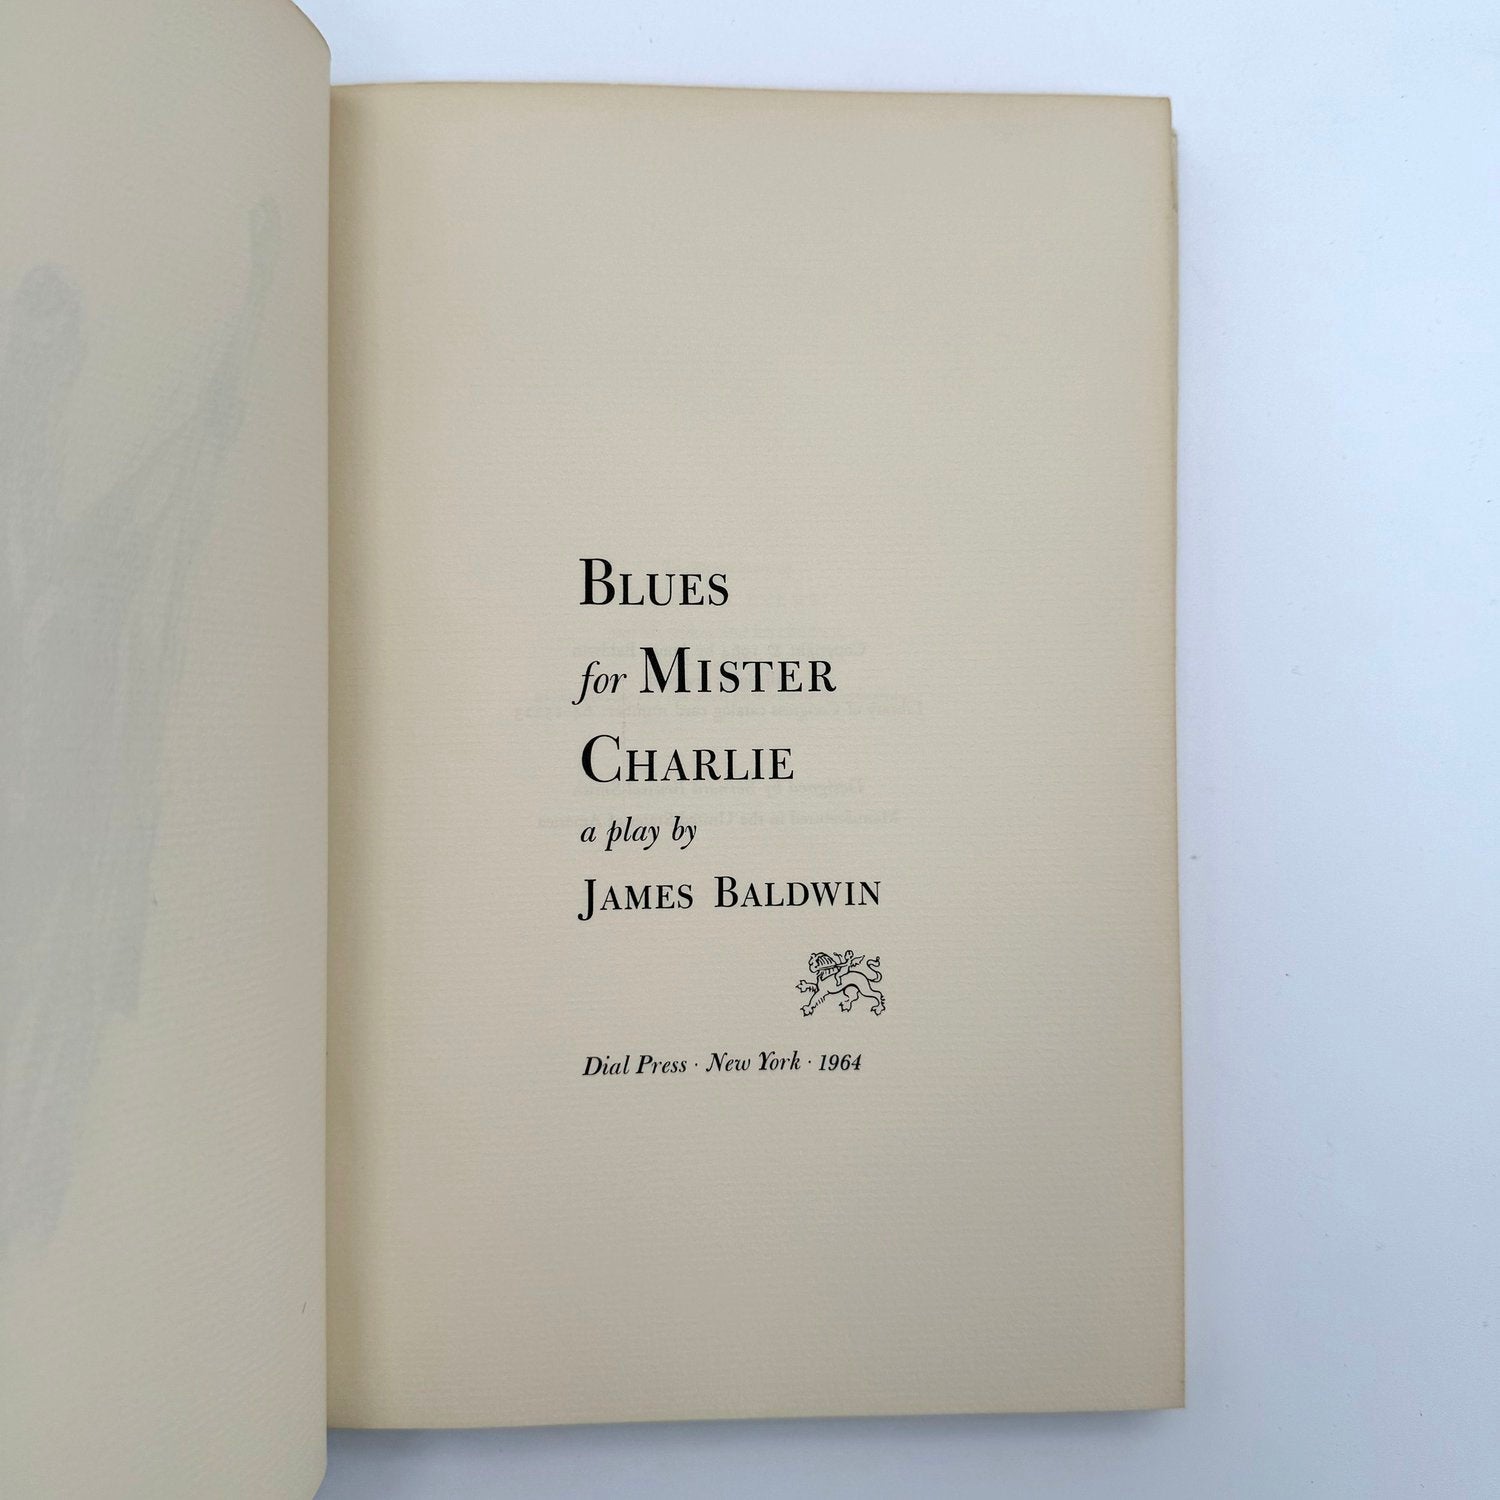 BLUES
for MISTER
CHARLIE
a play by
JAMES BALDWIN
Dial Press · New York · 1964